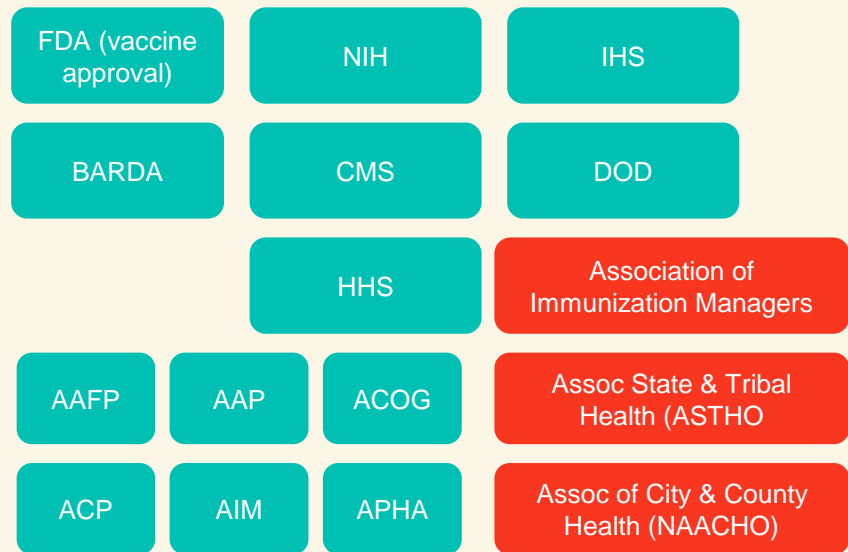 FDA (vaccine
approval)
NIH
IHS
BARDA
CMS
DOD
HHS
Association of
Immunization Managers
AAFP
AAP
ACOG
Assoc State & Tribal
Health (ASTHO
ACP
AIM
APHA
Assoc of City & County
Health (NAACHO)